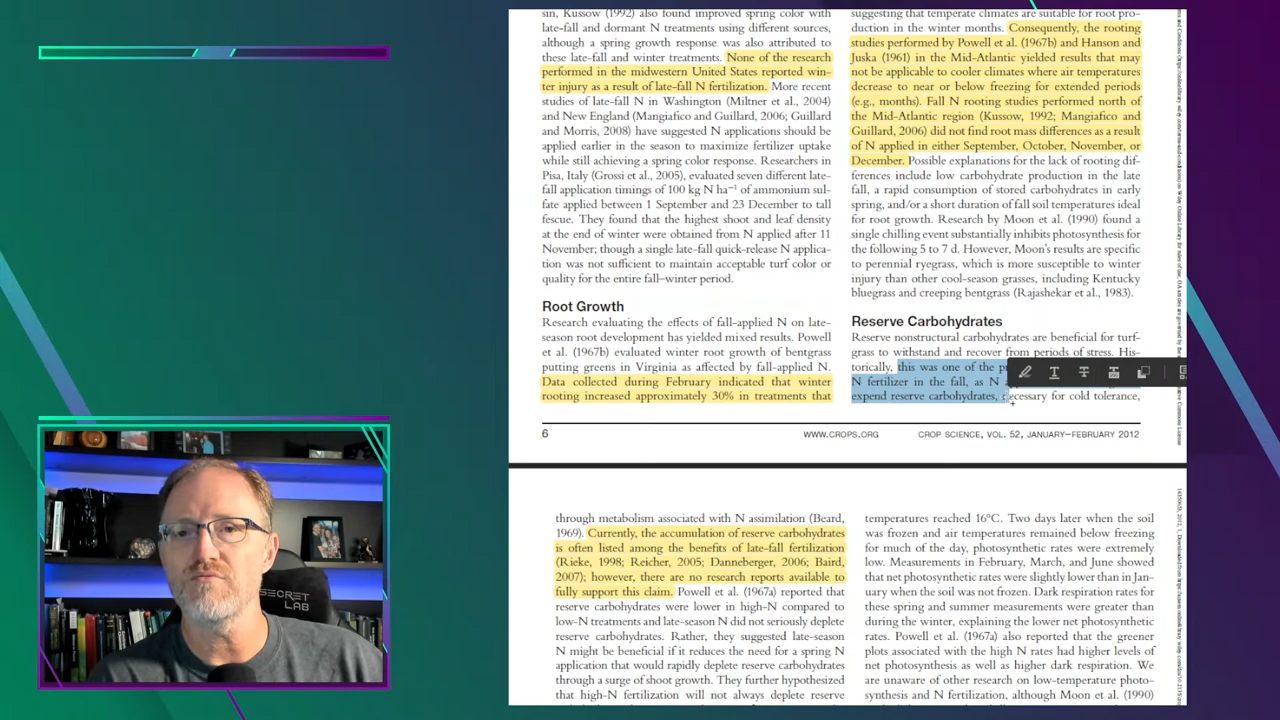 sin, Kussow (1992) also found improved spring color with
late-fall and dormant N treatments using different sources,
although a spring growth response was also attributed to
these late-fall and winter treatments. None of the research
performed in the midwestern United States reported win-
ter injury as a result of late-fall N fertilization. More recent
studies of late-fall N in Washington (Miltner et al., 2004)
and New England (Mangiafico and Guillard, 2006; Guillard
and Morris, 2008) have suggested N applications should be
applied earlier in the season to maximize fertilizer uptake
while still achieving a spring color response. Researchers in
Pisa, Italy (Grossi et al., 2005), evaluated seven different late-
fall application timings of 100 kg N ha⁻¹ of ammonium sul-
fate applied between 1 September and 23 December to tall
fescue. They found that the highest shoot and leaf density
at the end of winter were obtained from N applied after 11
November; though a single late-fall quick-release N applica-
tion was not sufficient to maintain acceptable turf color or
quality for the entire fall–winter period.
Root Growth
Research evaluating the effects of fall-applied N on late-
season root development has yielded mixed results. Powell
et al. (1967b) evaluated winter root growth of bentgrass
putting greens in Virginia as affected by fall-applied N.
Data collected during February indicated that winter
rooting increased approximately 30% in treatments that
suggesting that temperate climates are suitable for root pro-
duction in the winter months. Consequently, the rooting
studies performed by Powell et al. (1967b) and Hanson and
Juska (1961) in the Mid-Atlantic yielded results that may
not be applicable to cooler climates where air temperatures
decrease to near or below freezing for extended periods
(e.g., months). Fall N rooting studies performed north of
the Mid-Atlantic region (Kussow, 1992; Mangiafico and
Guillard, 2006) did not find root mass differences as a result
of N applied in either September, October, November, or
December. Possible explanations for the lack of rooting dif-
ferences include low carbohydrate production in the late
fall, a rapid consumption of stored carbohydrates in early
spring, and/or a short duration of fall soil temperatures ideal
for root growth. Research by Moon et al. (1990) found a
single chilling event substantially inhibits photosynthesis for
the following 5 to 7 d. However, Moon's results are specific
to perennial ryegrass, which is more susceptible to winter
injury than other cool-season grasses, including Kentucky
bluegrass and creeping bentgrass (Rajashekar et al., 1983).
Reserve Carbohydrates
Reserve nonstructural carbohydrates are beneficial for turf-
grass to withstand and recover from periods of stress. His-
torically, this was one of the
N fertilizer in the fall, as N
expend reserve carbohydrates, necessary for cold tolerance,
6
WWW.CROPS.ORG
CROP SCIENCE, VOL. 52, JANUARY–FEBRUARY 2012
through metabolism associated with N assimilation (Beard,
1969). Currently, the accumulation of reserve carbohydrates
is often listed among the benefits of late-fall fertilization
(Rieke, 1998; Reicher, 2005; Danneberger, 2006; Baird,
2007); however, there are no research reports available to
fully support this claim. Powell et al. (1967a) reported that
reserve carbohydrates were lower in high-N compared to
low-N treatments and late-season N did not seriously deplete
reserve carbohydrates. Rather, they suggested late-season
N might be beneficial if it reduces the need for a spring N
application that would rapidly deplete reserve carbohydrates
through a surge of shoot growth. They further hypothesized
that high-N fertilization will not always deplete reserve
temperatures reached 16°C. Two days later when the soil
was frozen and air temperatures remained below freezing
for much of the day, photosynthetic rates were extremely
low. Measurements in February, March, and June showed
that net photosynthetic rates were slightly lower than in Jan-
uary when the soil was not frozen. Dark respiration rates for
these spring and summer measurements were greater than
during the winter, explaining the lower net photosynthetic
rates. Powell et al. (1967a) also reported that the greener
plots associated with the high N rates had higher levels of
net photosynthesis as well as higher dark respiration. We
are unaware of other research on low-temperature photo-
synthesis and N fertilization, although Moon et al. (1990)
SECRET
LAB